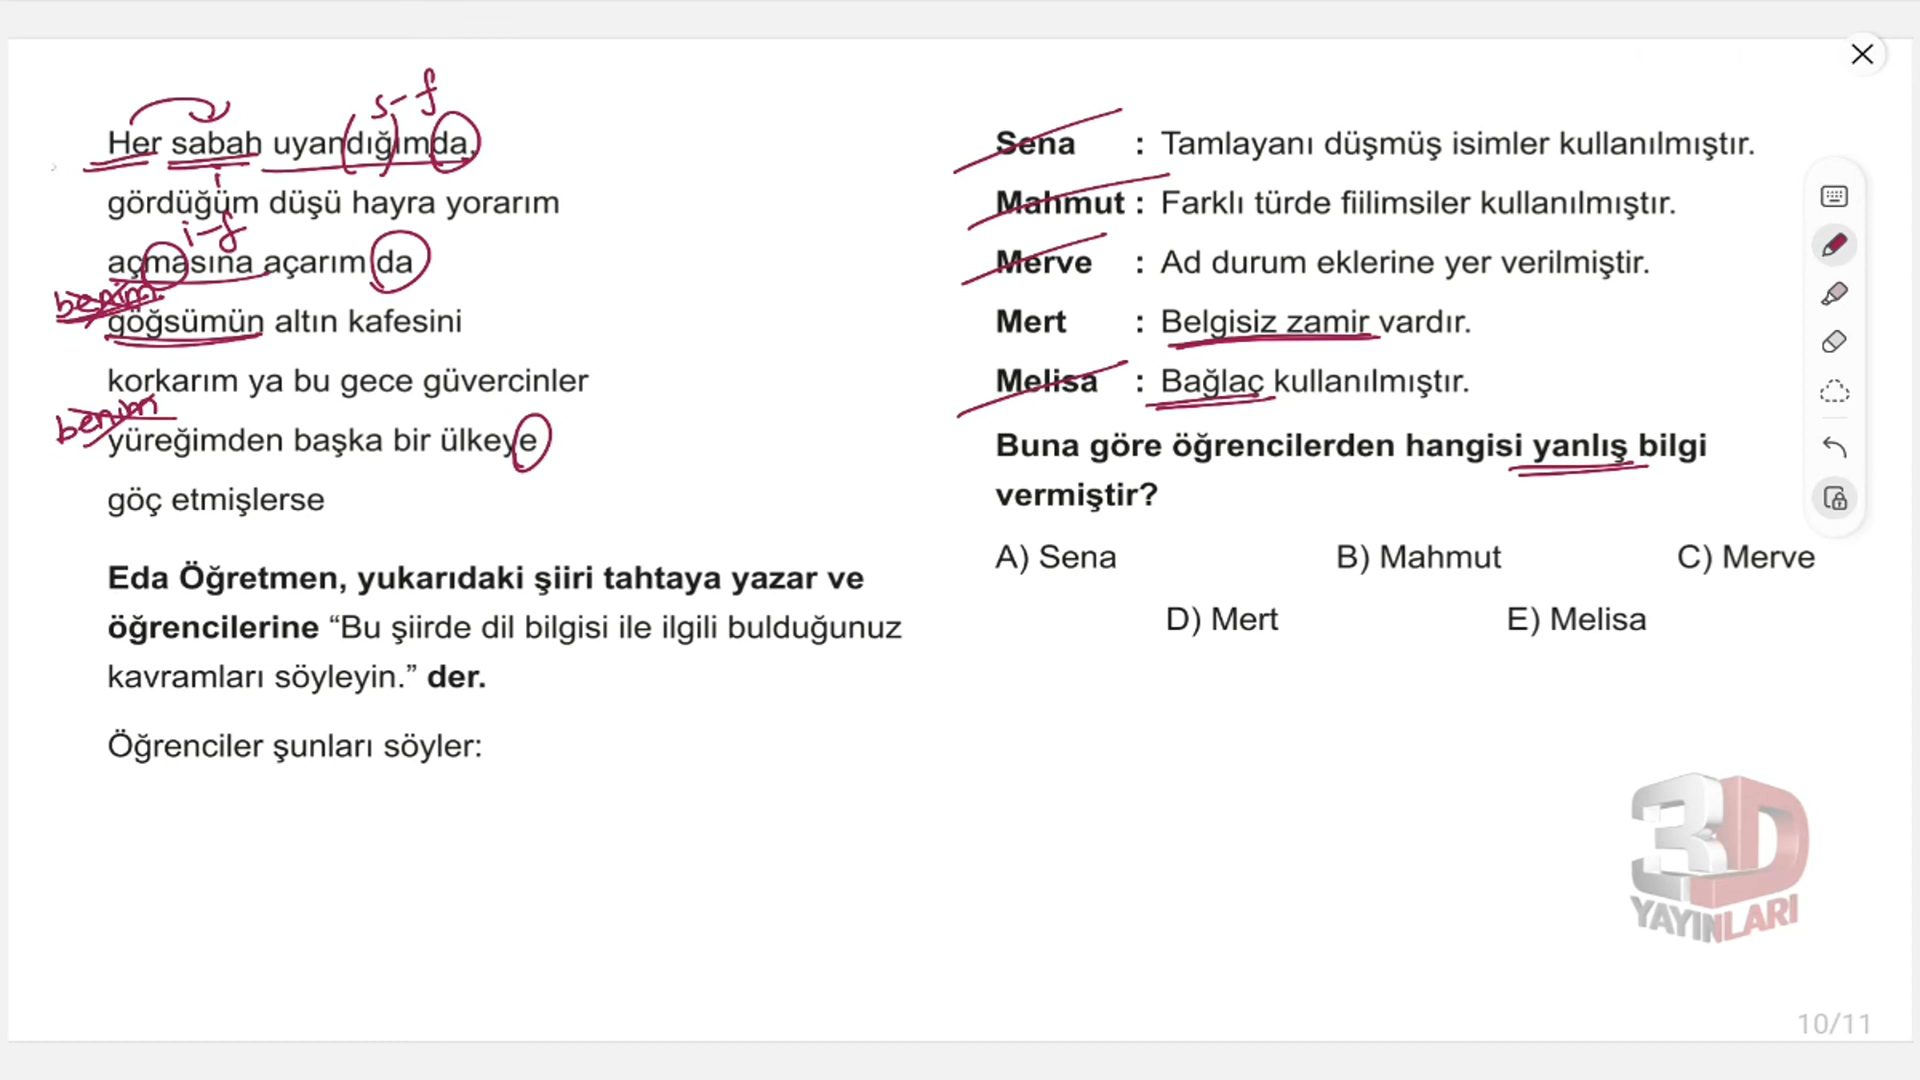 s-f
Her sabah uyandığımda,
i
gördüğüm düşü hayra yorarım
i-f
açmasına açarım da
benim
göğsümün altın kafesini
korkarım ya bu gece güvercinler
benim
yüreğimden başka bir ülkeye
göç etmişlerse
Eda Öğretmen, yukarıdaki şiiri tahtaya yazar ve
öğrencilerine “Bu şiirde dil bilgisi ile ilgili bulduğunuz
kavramları söyleyin.” der.
Öğrenciler şunları söyler:
Sena : Tamlayanı düşmüş isimler kullanılmıştır.
Mahmut : Farklı türde fiilimsiler kullanılmıştır.
Merve : Ad durum eklerine yer verilmiştir.
Mert : Belgisiz zamir vardır.
Melisa : Bağlaç kullanılmıştır.
Buna göre öğrencilerden hangisi yanlış bilgi
vermiştir?
A) Sena B) Mahmut C) Merve
D) Mert E) Melisa
3D
YAYINLARI
10/11